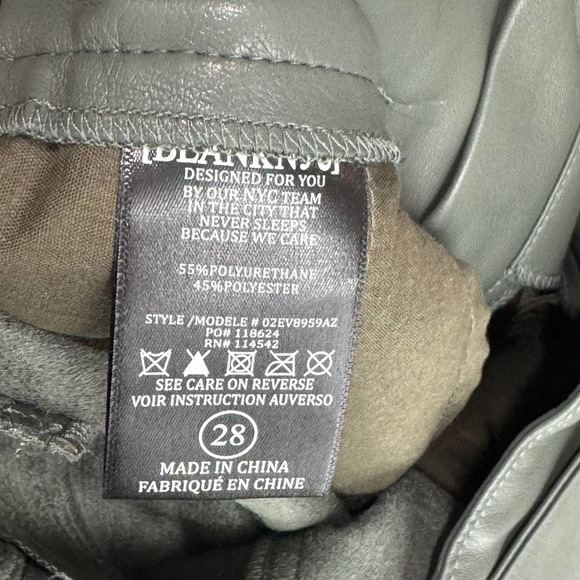 [BLANKNYC]
DESIGNED FOR YOU
BY OUR NYC TEAM
IN THE CITY THAT
NEVER SLEEPS
BECAUSE WE CARE
55%POLYURETHANE
45%POLYESTER
STYLE /MODELE # 02EV8959AZ
PO# 118624
RN# 114542
SEE CARE ON REVERSE
VOIR INSTRUCTION AUVERSO
28
MADE IN CHINA
FABRIQUÉ EN CHINE